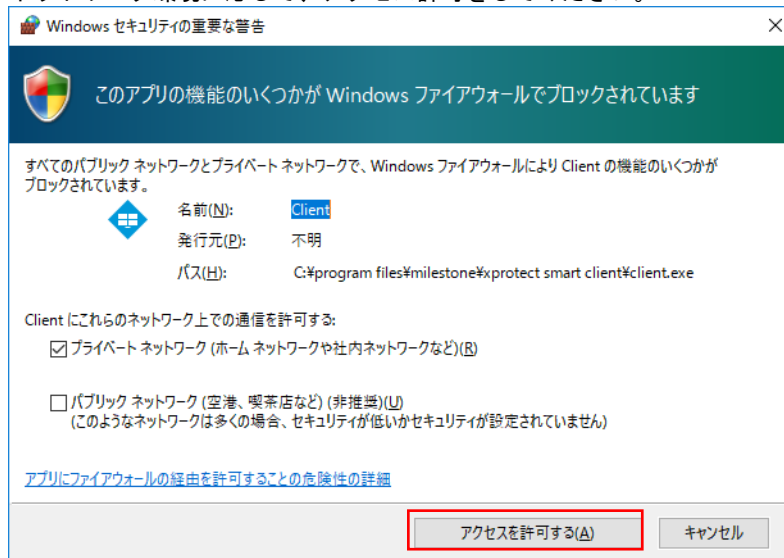 Windows セキュリティの重要な警告
このアプリの機能のいくつかが Windows ファイアウォールでブロックされています
すべてのパブリック ネットワークとプライベート ネットワークで、Windows ファイアウォールにより Client の機能のいくつかが
ブロックされています。
名前(N): Client
発行元(P): 不明
パス(H): C:¥program files¥milestone¥xprotect smart client¥client.exe
Client にこれらのネットワーク上での通信を許可する:
プライベート ネットワーク (ホーム ネットワークや社内ネットワークなど)(R)
パブリック ネットワーク (空港、喫茶店など) (非推奨)(U)
(このようなネットワークは多くの場合、セキュリティが低いかセキュリティが設定されていません)
アプリにファイアウォールの経由を許可することの危険性の詳細
アクセスを許可する(A) キャンセル